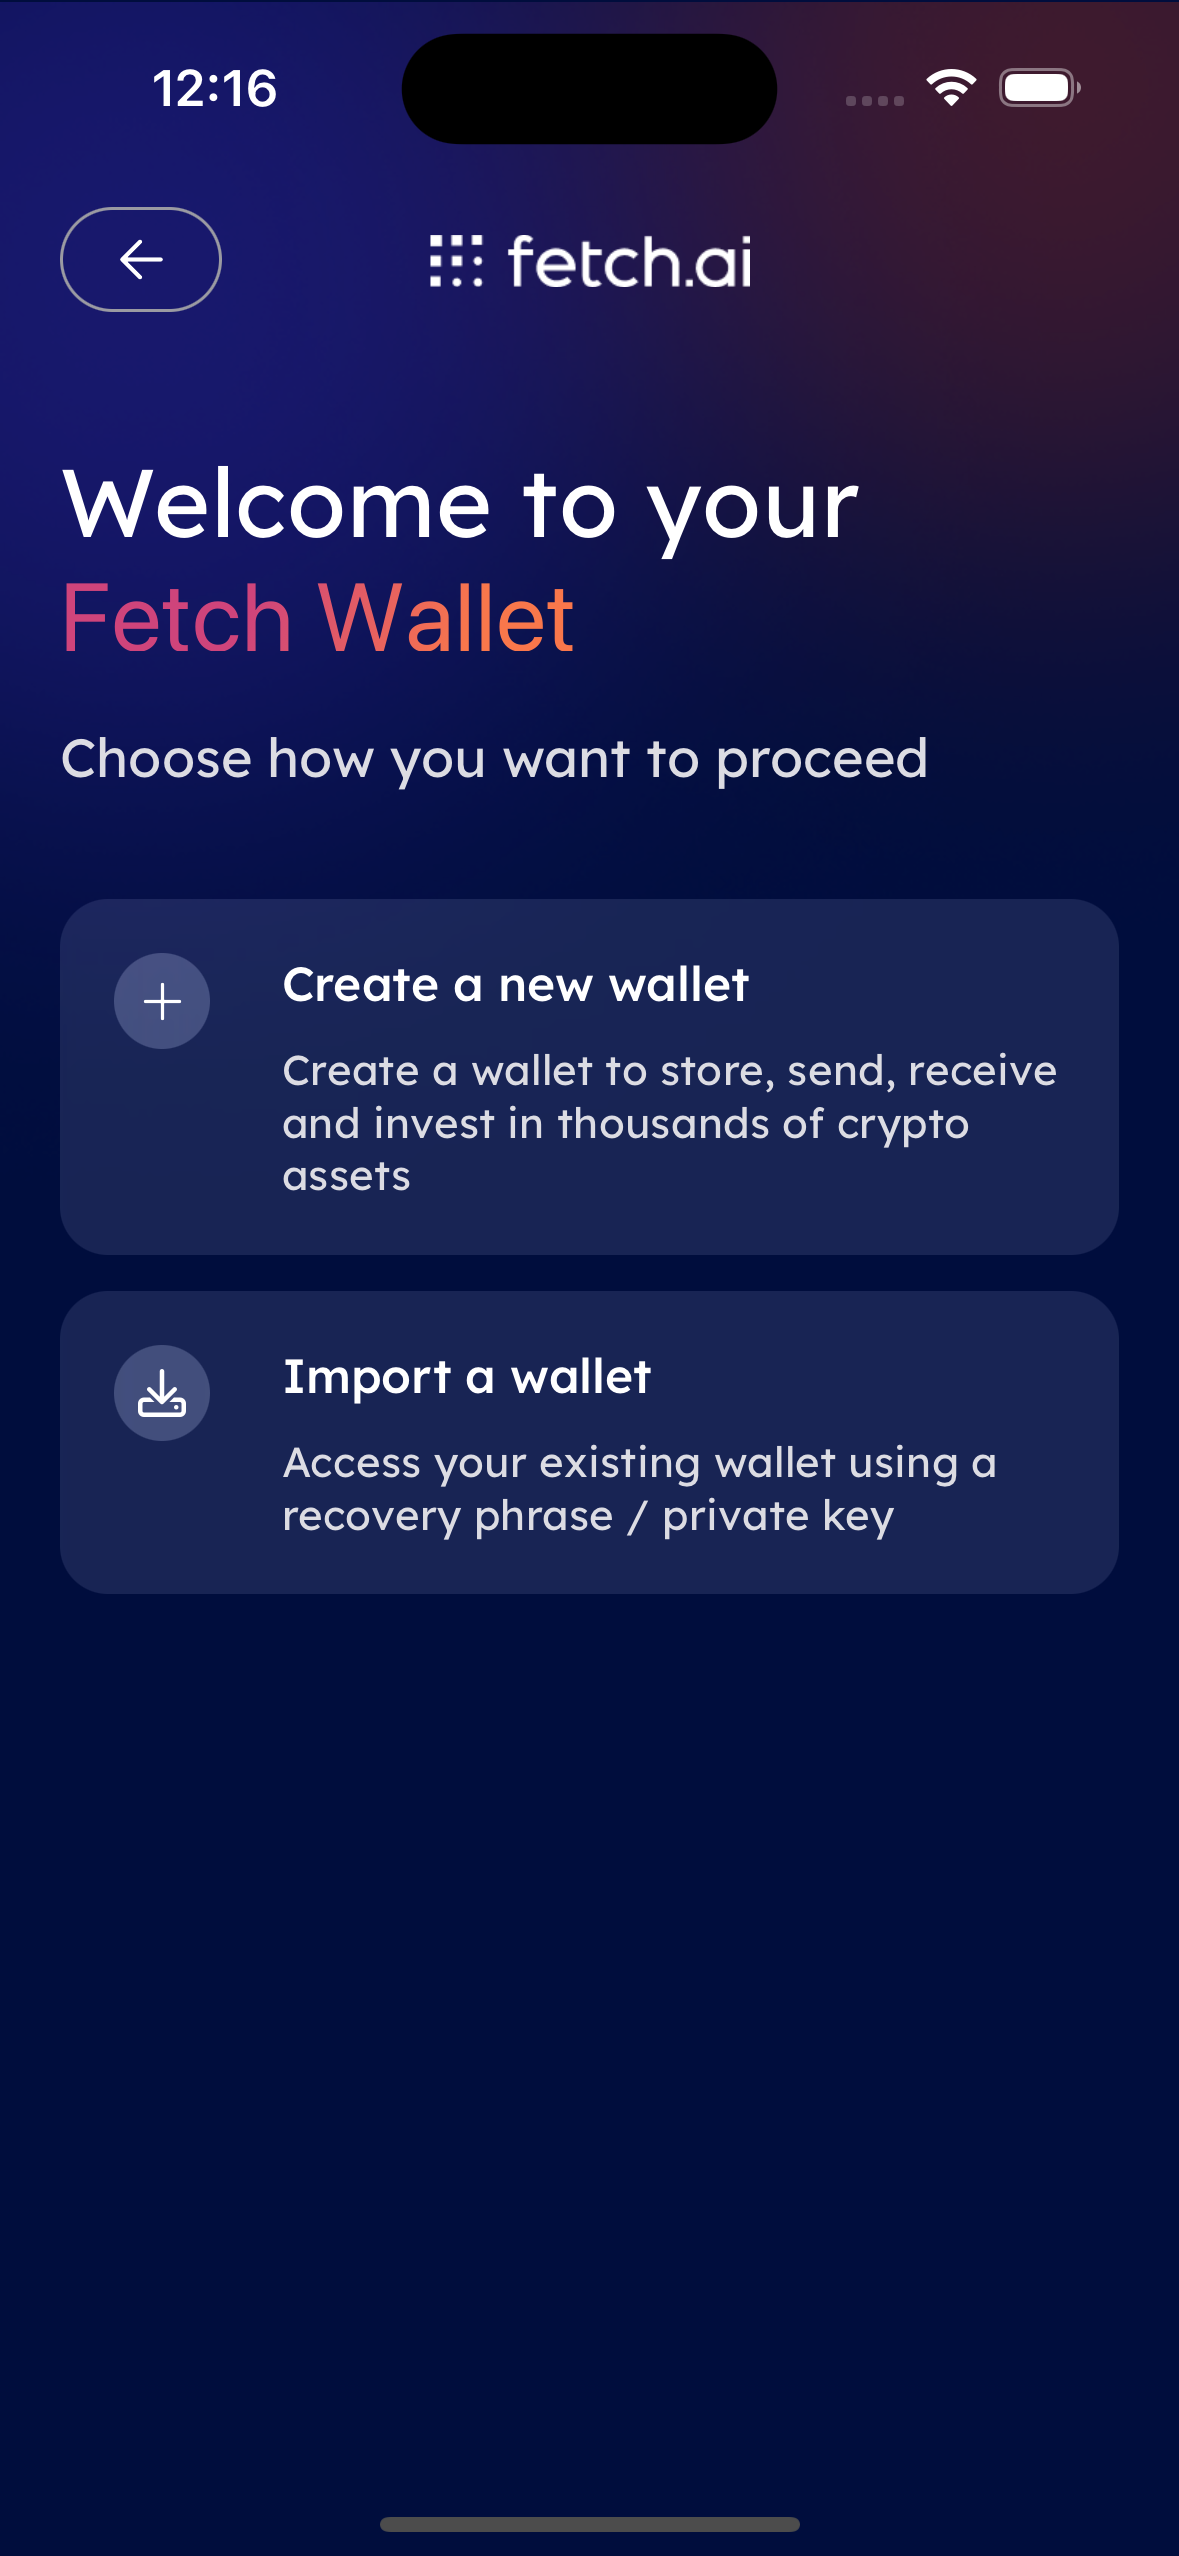 12:16
fetch.ai
Welcome to your
Fetch Wallet
Choose how you want to proceed
Create a new wallet
Create a wallet to store, send, receive
and invest in thousands of crypto
assets
Import a wallet
Access your existing wallet using a
recovery phrase / private key